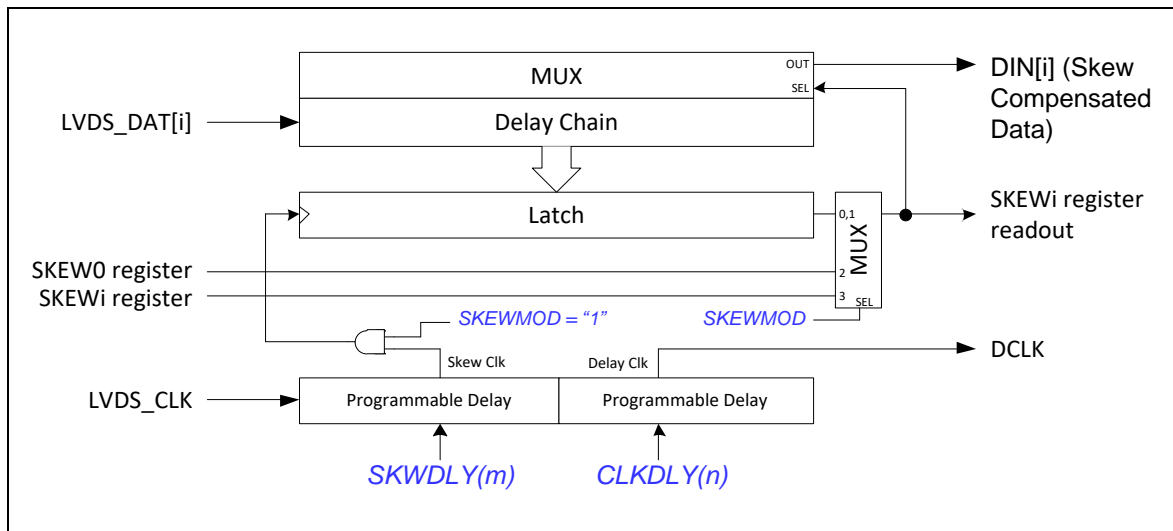 MUX
OUT
SEL
DIN[i] (Skew
Compensated
Data)
LVDS_DAT[i]
Delay Chain
Latch
0,1
MUX
2
3
SEL
SKEWi register
readout
SKEW0 register
SKEWi register
SKEWMOD = “1”
SKEWMOD
Skew Clk
Delay Clk
DCLK
LVDS_CLK
Programmable Delay
Programmable Delay
SKWDLY(m)
CLKDLY(n)